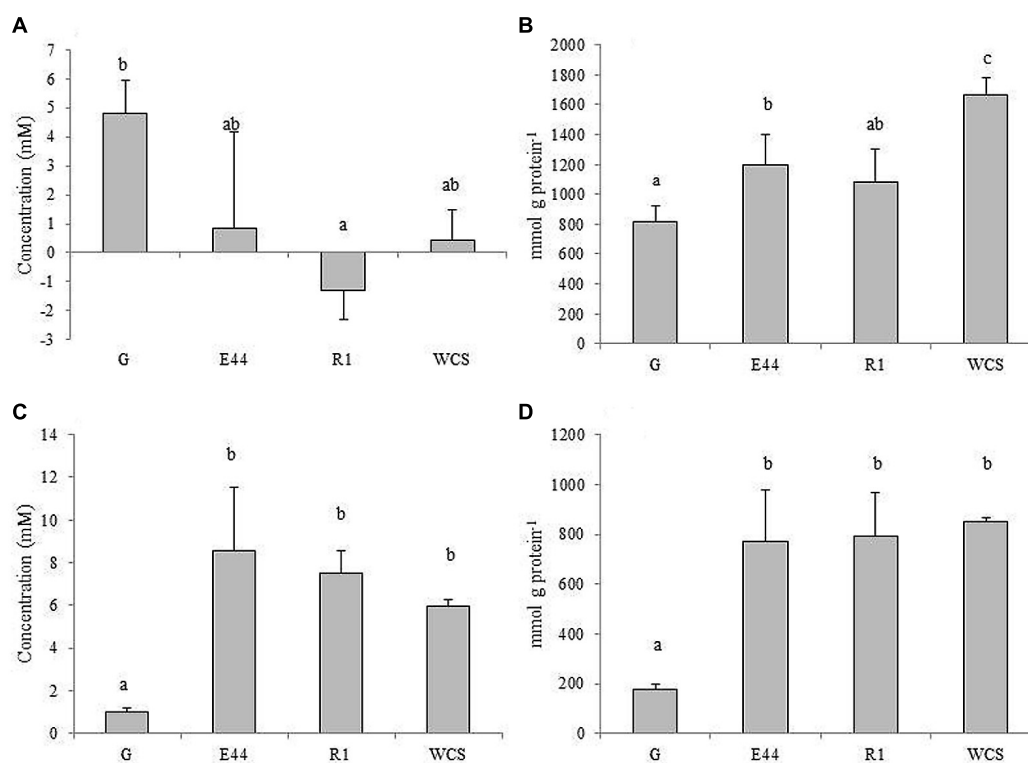 A
Concentration (mM)
7
6
5
4
3
2
1
0
-1
-2
-3
b
ab
a
ab
G E44 R1 WCS
B
mmol g protein⁻¹
2000
1800
1600
1400
1200
1000
800
600
400
200
0
a
b
ab
c
G E44 R1 WCS
C
Concentration (mM)
14
12
10
8
6
4
2
0
a
b
b
b
G E44 R1 WCS
D
mmol g protein⁻¹
1200
1000
800
600
400
200
0
a
b
b
b
G E44 R1 WCS